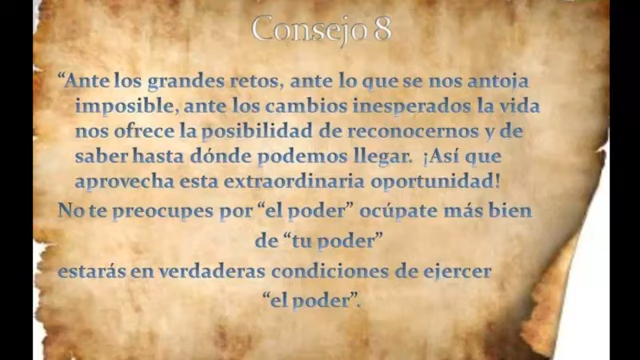 Consejo 8
“Ante los grandes retos, ante lo que se nos antoja
imposible, ante los cambios inesperados la vida
nos ofrece la posibilidad de reconocernos y de
saber hasta dónde podemos llegar. ¡Así que
aprovecha esta extraordinaria oportunidad!
No te preocupes por “el poder” ocúpate más bien
de “tu poder”
estarás en verdaderas condiciones de ejercer
“el poder”.